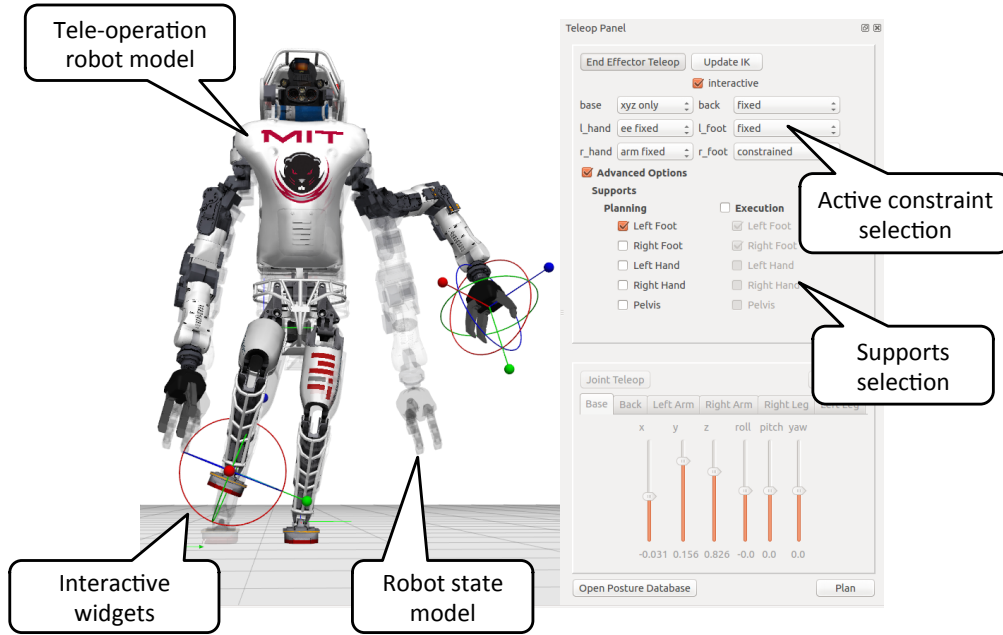 Tele-operation
robot model
MIT
Interactive
widgets
Robot state
model
Teleop Panel
End Effector Teleop Update IK
interactive
base xyz only back fixed
l_hand ee fixed l_foot fixed
r_hand arm fixed r_foot constrained
Advanced Options
Supports
Planning Execution
Left Foot Left Foot
Right Foot Right Foot
Left Hand Left Hand
Right Hand Right Hand
Pelvis Pelvis
Active constraint
selection
Supports
selection
Joint Teleop
Base Back Left Arm Right Arm Right Leg Left Leg
x y z roll pitch yaw
-0.031 0.156 0.826 -0.0 0.0 0.0
Open Posture Database Plan